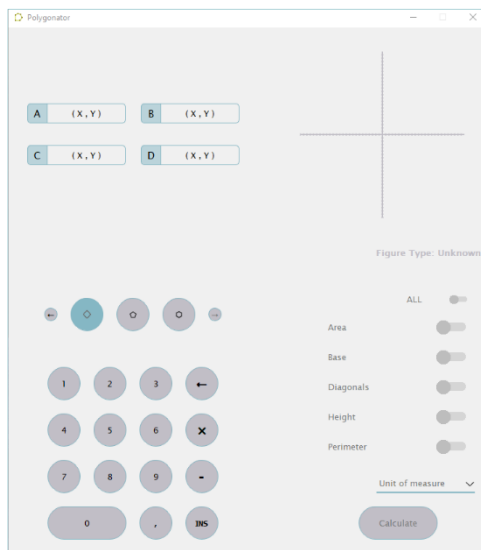 Polygonator
A (X,Y) B (X,Y)
C (X,Y) D (X,Y)
Figure Type: Unknown
ALL
Area
Base
Diagonals
Height
Perimeter
1 2 3 ←
4 5 6 ×
7 8 9 -
0 , INS
Unit of measure
Calculate